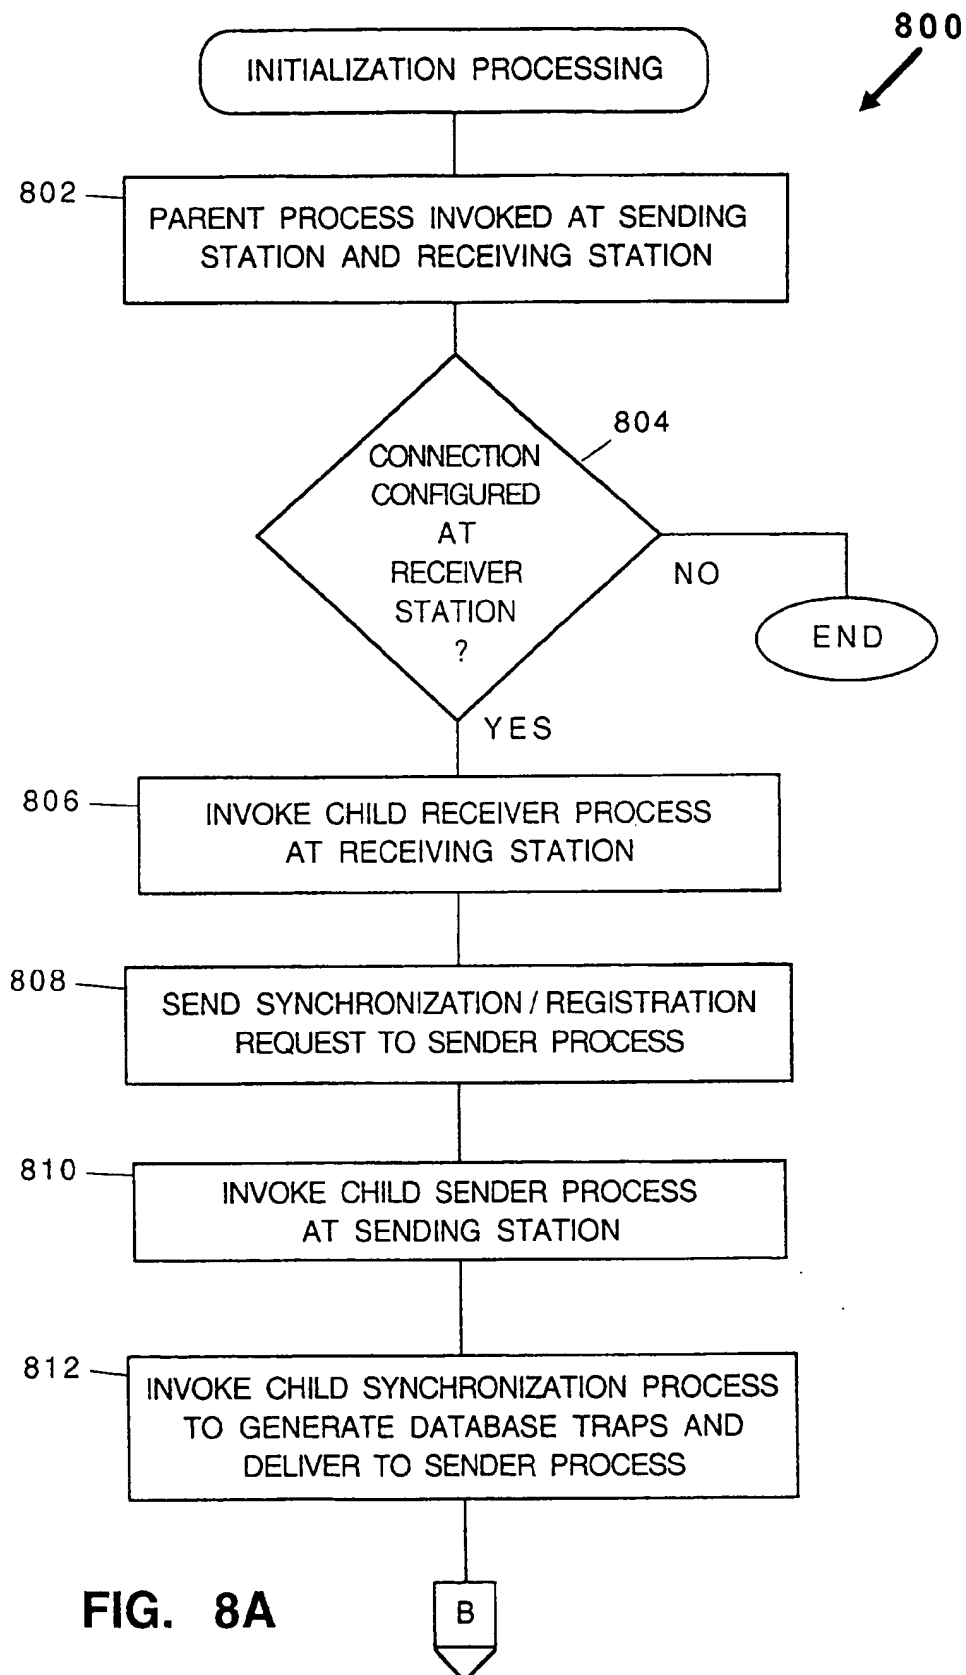 800
INITIALIZATION PROCESSING
802
PARENT PROCESS INVOKED AT SENDING
STATION AND RECEIVING STATION
804
CONNECTION
CONFIGURED
AT
RECEIVER
STATION
?
NO
END
YES
806
INVOKE CHILD RECEIVER PROCESS
AT RECEIVING STATION
808
SEND SYNCHRONIZATION / REGISTRATION
REQUEST TO SENDER PROCESS
810
INVOKE CHILD SENDER PROCESS
AT SENDING STATION
812
INVOKE CHILD SYNCHRONIZATION PROCESS
TO GENERATE DATABASE TRAPS AND
DELIVER TO SENDER PROCESS
B
FIG. 8A